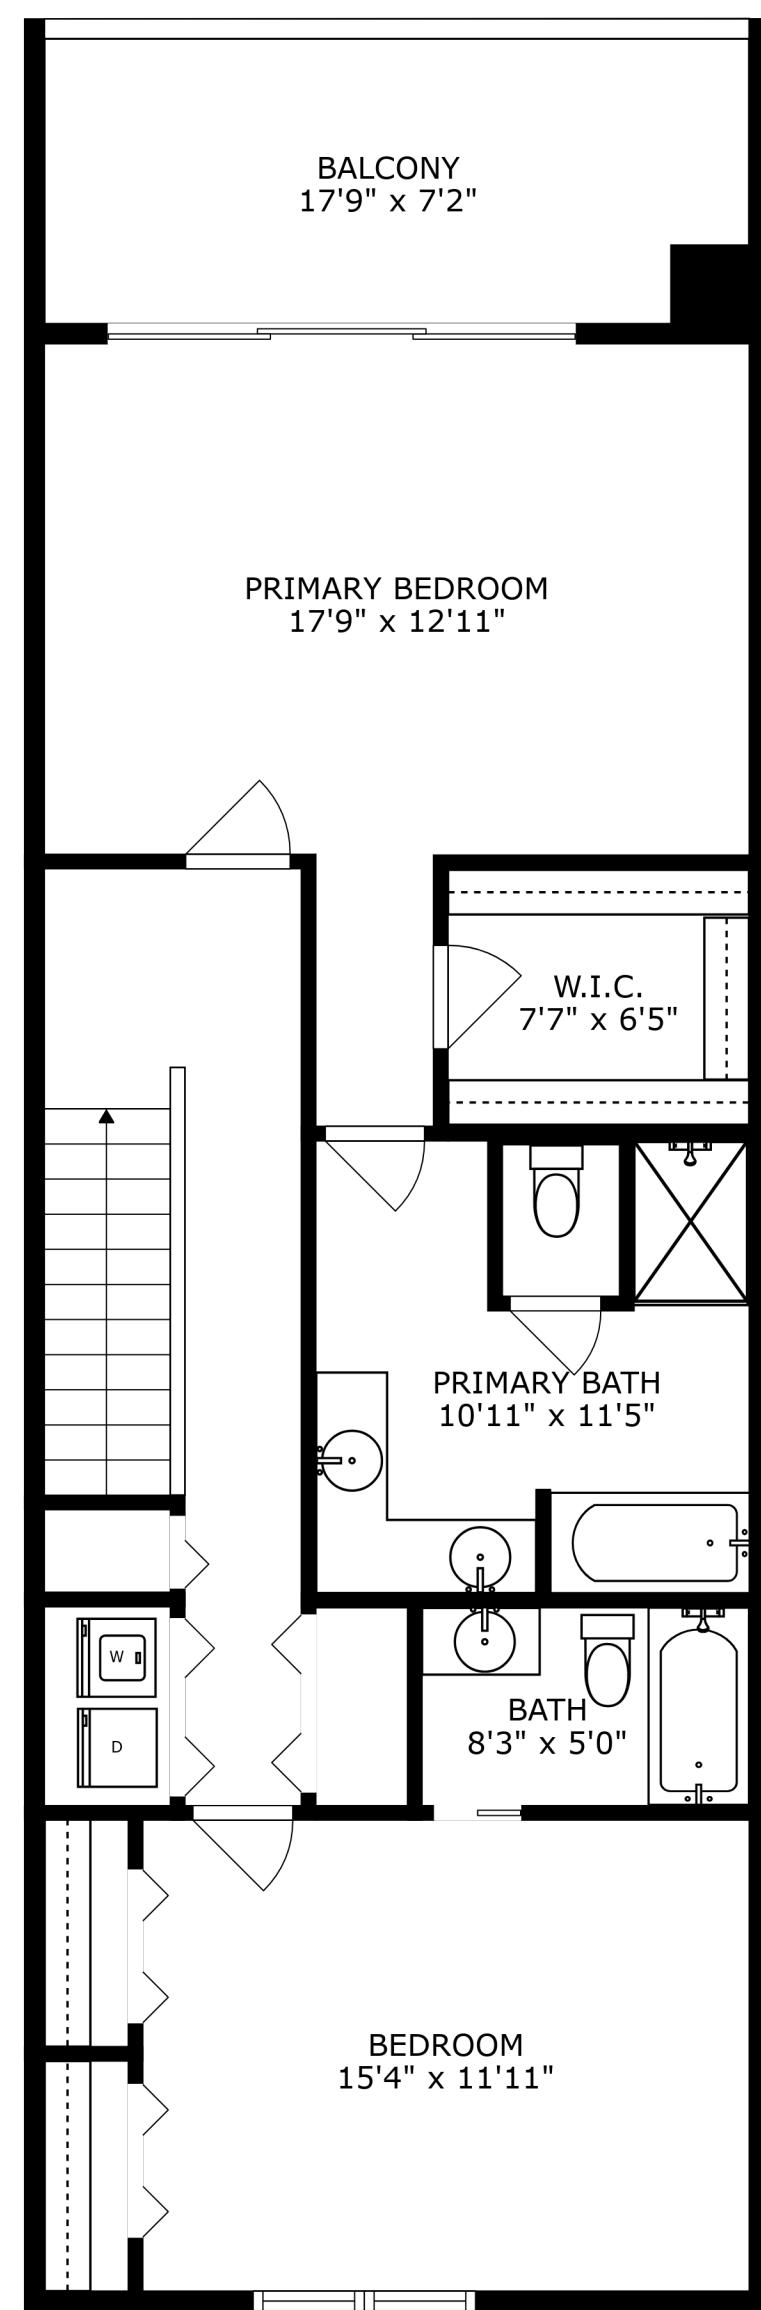 BALCONY
17'9" x 7'2"
PRIMARY BEDROOM
17'9" x 12'11"
W.I.C.
7'7" x 6'5"
PRIMARY BATH
10'11" x 11'5"
W
D
BATH
8'3" x 5'0"
BEDROOM
15'4" x 11'11"